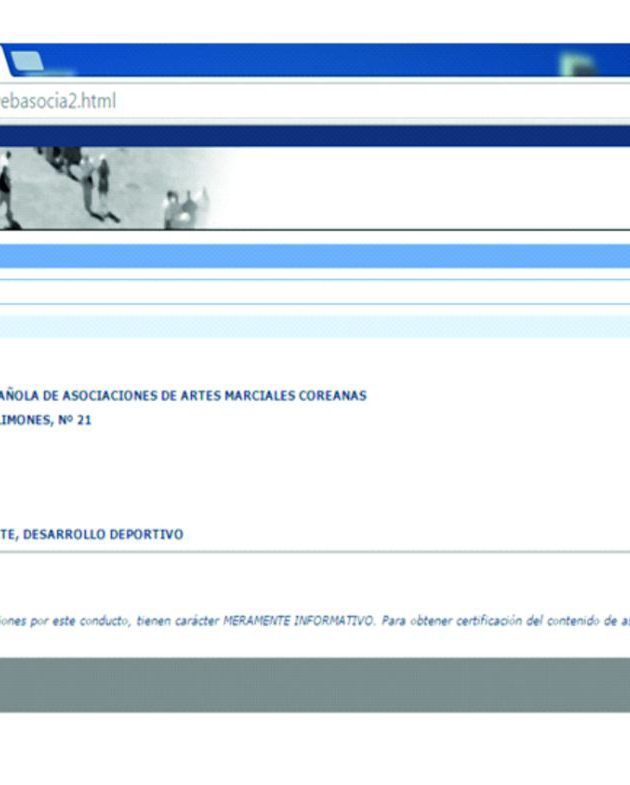 ebasocia2.html
AÑOLA DE ASOCIACIONES DE ARTES MARCIALES COREANAS
LIMONES, Nº 21
TE, DESARROLLO DEPORTIVO
iones por este conducto, tienen carácter MERAMENTE INFORMATIVO. Para obtener certificación del contenido de as